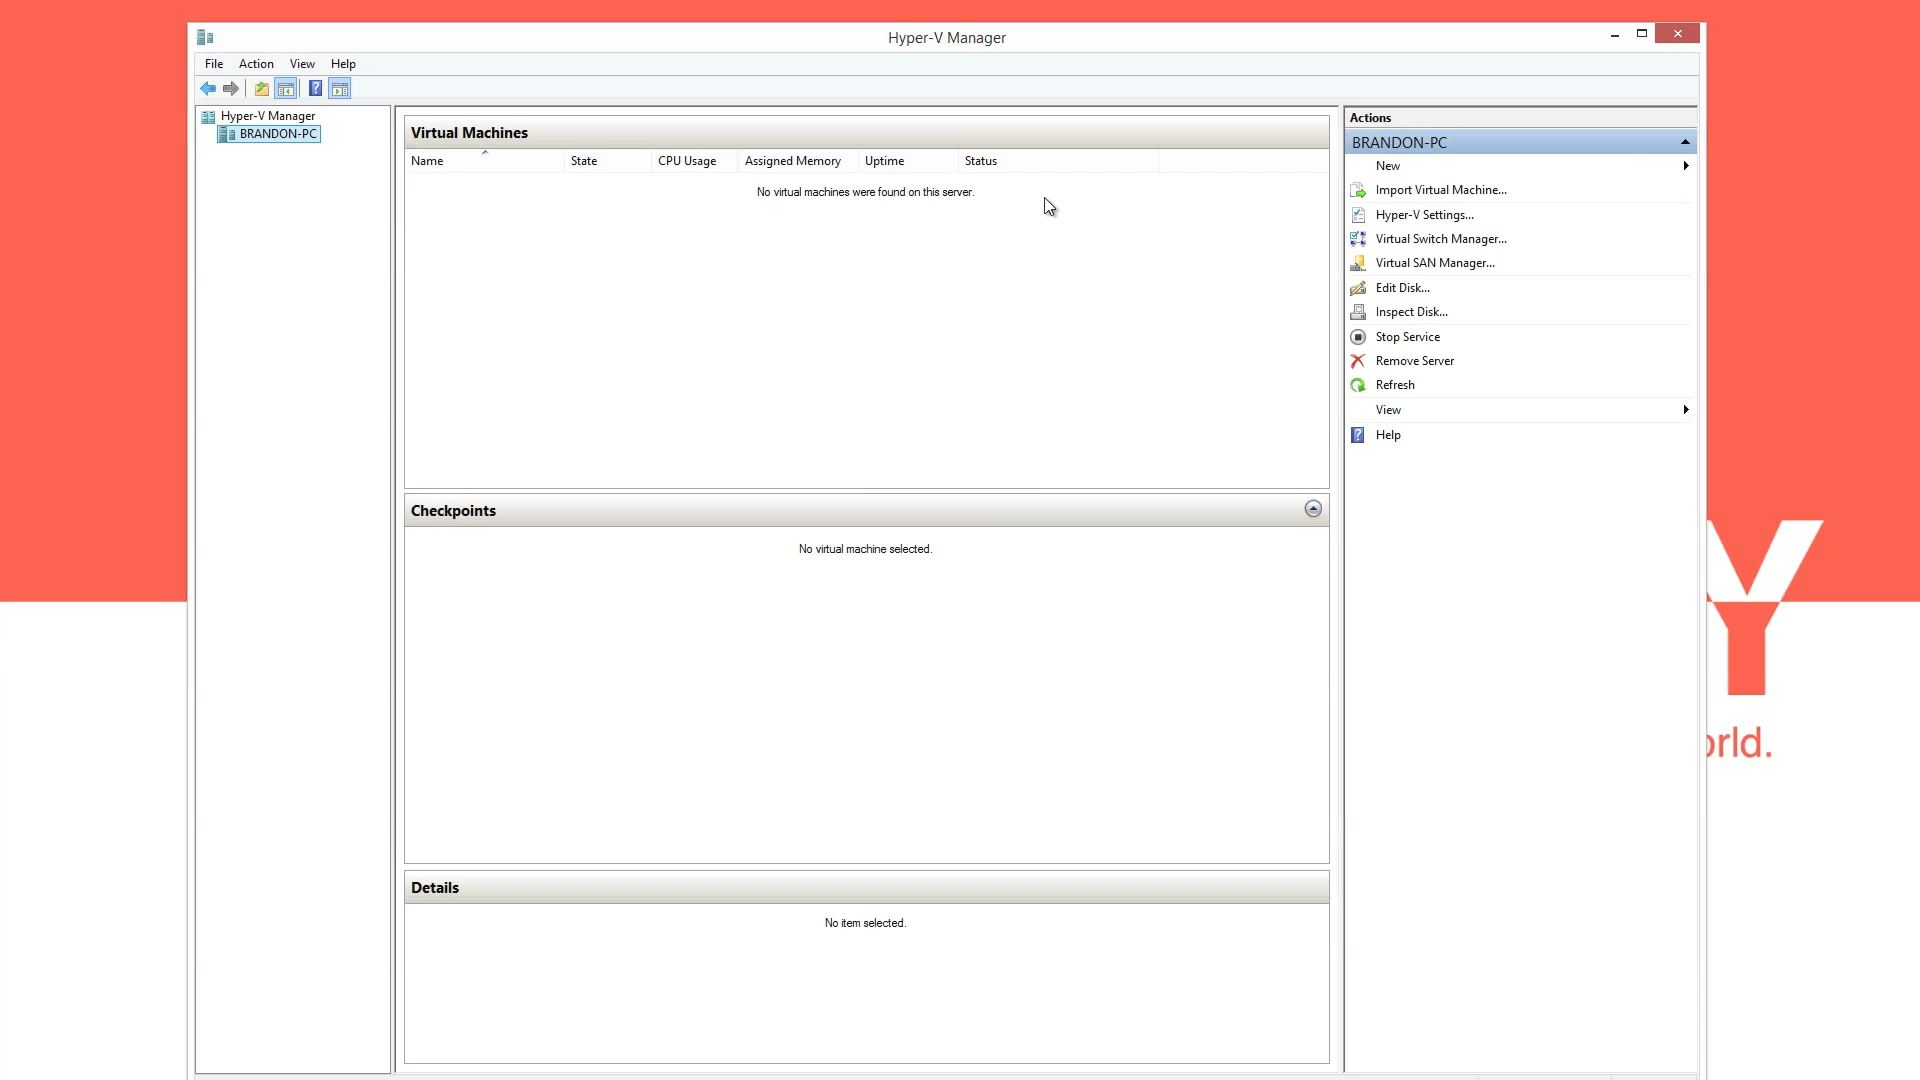 Hyper-V Manager
File Action View Help
Hyper-V Manager
BRANDON-PC
Virtual Machines
Name State CPU Usage Assigned Memory Uptime Status
No virtual machines were found on this server.
Checkpoints
No virtual machine selected.
Details
No item selected.
Actions
BRANDON-PC
New
Import Virtual Machine...
Hyper-V Settings...
Virtual Switch Manager...
Virtual SAN Manager...
Edit Disk...
Inspect Disk...
Stop Service
Remove Server
Refresh
View
Help
Y
orld.